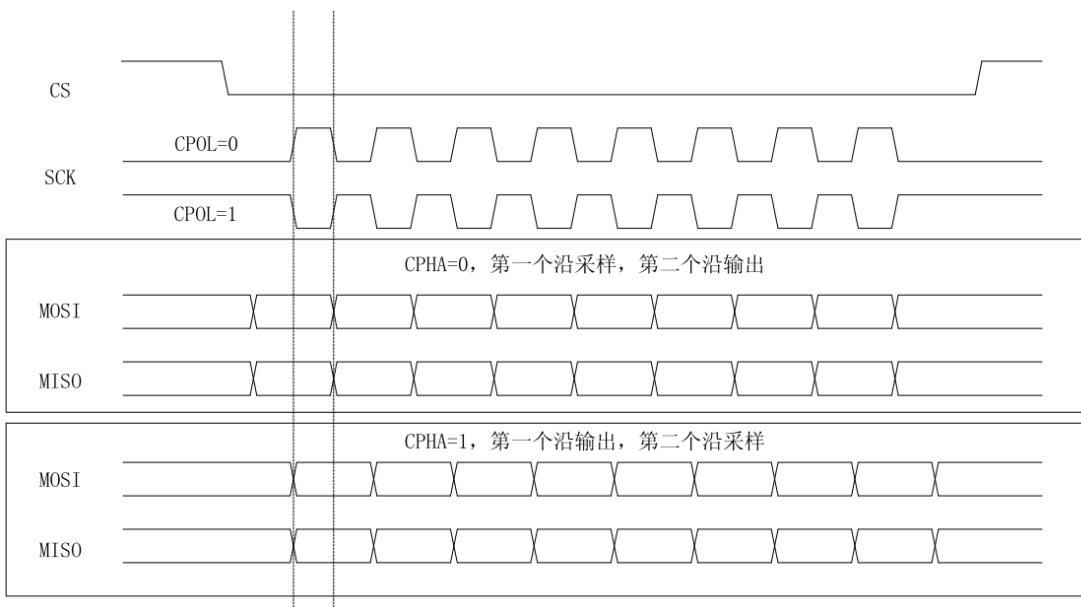 CS
CPOL=0
SCK
CPOL=1
CPHA=0，第一个沿采样，第二个沿输出
MOSI
MISO
CPHA=1，第一个沿输出，第二个沿采样
MOSI
MISO